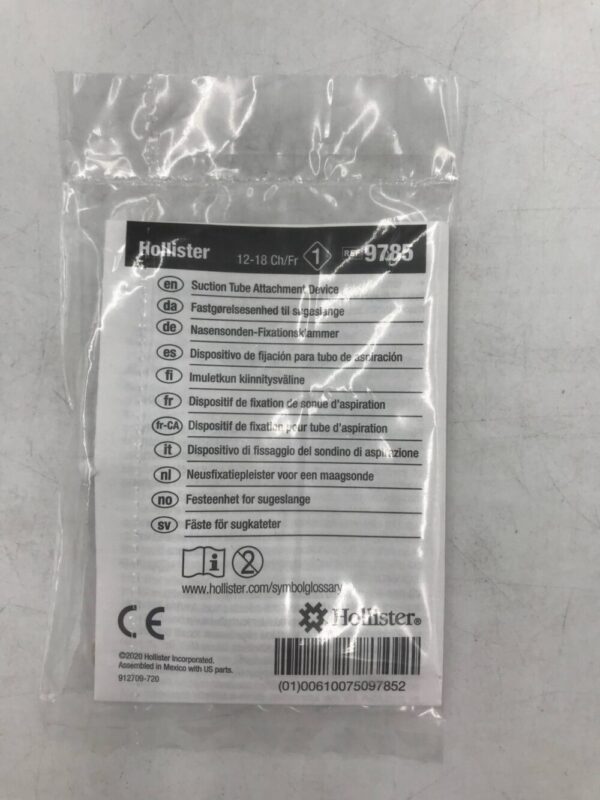 Hollister 12-18 Ch/Fr 1 REF 9785
en Suction Tube Attachment Device
da Fastgørelsesenhed til sugeslange
de Nasensonden-Fixationsklammer
es Dispositivo de fijación para tubo de aspiración
fi Imuletkun kiinnitysväline
fr Dispositif de fixation de sonde d'aspiration
fr-CA Dispositif de fixation pour tube d'aspiration
it Dispositivo di fissaggio del sondino di aspirazione
nl Neusfixatiepleister voor een maagsonde
no Festeenhet for sugeslange
sv Fäste för sugkateter
i 2
www.hollister.com/symbolglossary
CE Hollister®
©2020 Hollister Incorporated.
Assembled in Mexico with US parts.
912709-720
(01)00610075097852